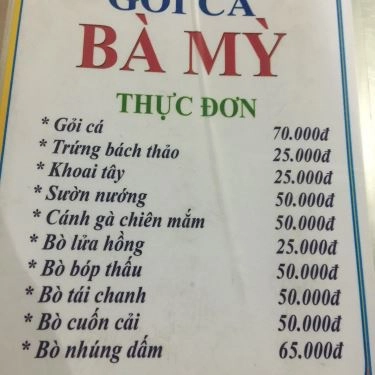 GỎI CÁ
BÀ MỲ
THỰC ĐƠN
* Gỏi cá 70.000đ
* Trứng bách thảo 25.000đ
* Khoai tây 25.000đ
* Sườn nướng 50.000đ
* Cánh gà chiên mắm 50.000đ
* Bò lửa hồng 25.000đ
* Bò bóp thấu 50.000đ
* Bò tái chanh 50.000đ
* Bò cuốn cải 50.000đ
* Bò nhúng dấm 65.000đ